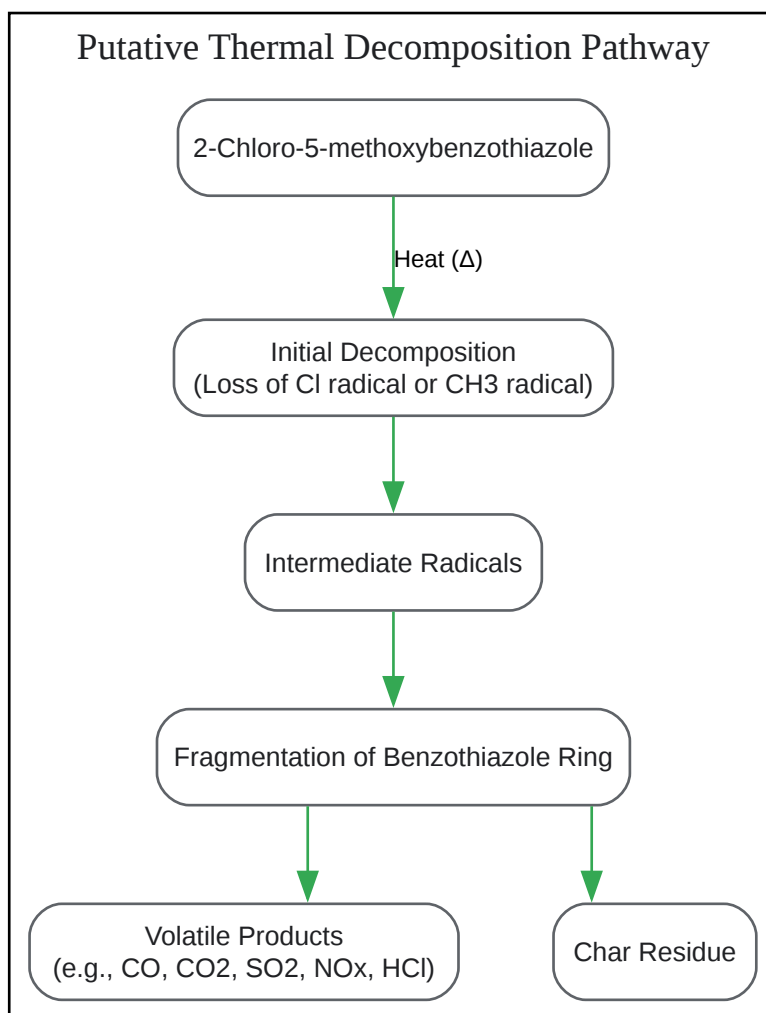 Putative Thermal Decomposition Pathway
2-Chloro-5-methoxybenzothiazole
Heat (Δ)
Initial Decomposition
(Loss of Cl radical or CH3 radical)
Intermediate Radicals
Fragmentation of Benzothiazole Ring
Volatile Products
(e.g., CO, CO2, SO2, NOx, HCl)
Char Residue